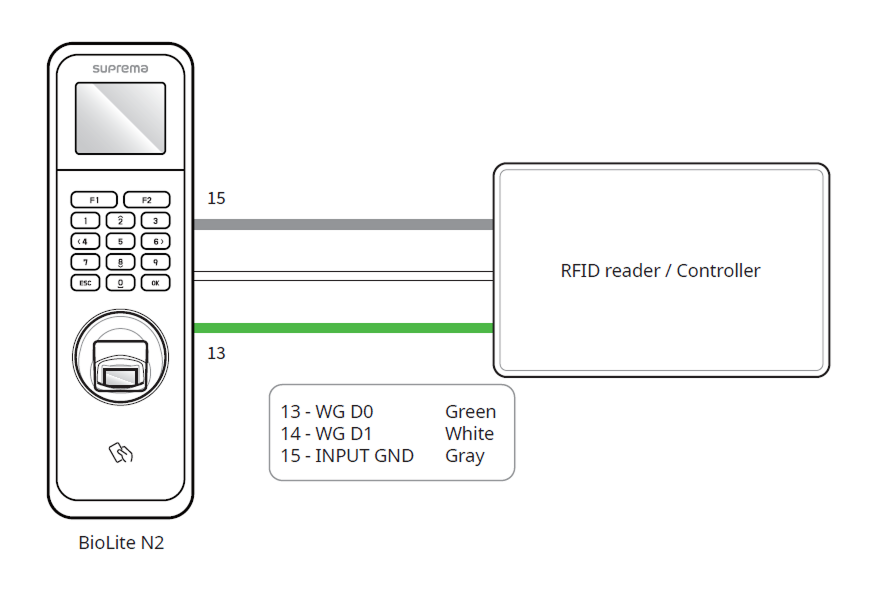 suprema
F1 F2
1 2 3
4 5 6
7 8 9
ESC 0 OK
15
13
RFID reader / Controller
13 - WG D0 Green
14 - WG D1 White
15 - INPUT GND Gray
BioLite N2